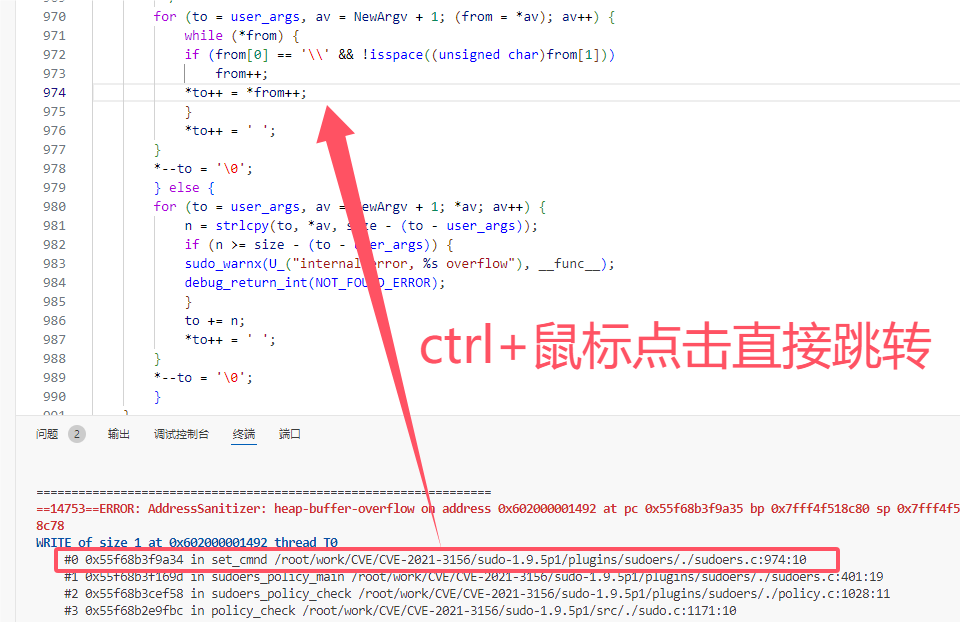 970 for (to = user_args, av = NewArgv + 1; (from = *av); av++) {
971 while (*from) {
972 if (from[0] == '\\' && !isspace((unsigned char)from[1]))
973 from++;
974 *to++ = *from++;
975 }
976 *to++ = ' ';
977 }
978 *--to = '\0';
979 } else {
980 for (to = user_args, av = NewArgv + 1; *av; av++) {
981 n = strlcpy(to, *av, size - (to - user_args));
982 if (n >= size - (to - user_args)) {
983 sudo_warnx(U_("internal error, %s overflow"), __func__);
984 debug_return_int(NOT_FOUND_ERROR);
985 }
986 to += n;
987 *to++ = ' ';
988 }
989 *--to = '\0';
990 }
ctrl+鼠标点击直接跳转
问题 2 输出 调试控制台 终端 端口
=================================================================
==14753==ERROR: AddressSanitizer: heap-buffer-overflow on address 0x602000001492 at pc 0x55f68b3f9a35 bp 0x7fff4f518c80 sp 0x7fff4f5
8c78
WRITE of size 1 at 0x602000001492 thread T0
#0 0x55f68b3f9a34 in set_cmnd /root/work/CVE/CVE-2021-3156/sudo-1.9.5p1/plugins/sudoers/./sudoers.c:974:10
#1 0x55f68b3f169d in sudoers_policy_main /root/work/CVE/CVE-2021-3156/sudo-1.9.5p1/plugins/sudoers/./sudoers.c:401:19
#2 0x55f68b3cef58 in sudoers_policy_check /root/work/CVE/CVE-2021-3156/sudo-1.9.5p1/plugins/sudoers/./policy.c:1028:11
#3 0x55f68b2e9fbc in policy_check /root/work/CVE/CVE-2021-3156/sudo-1.9.5p1/src/./sudo.c:1171:10